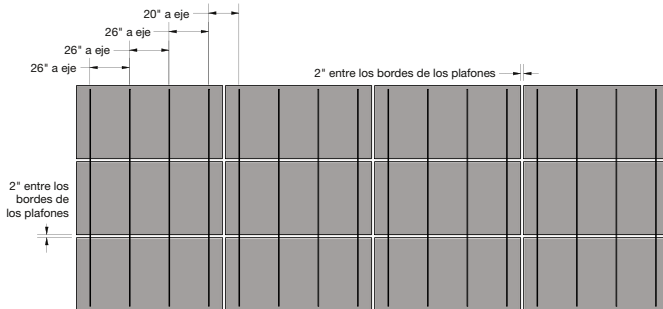 20" a eje
26" a eje
26" a eje
26" a eje
2" entre los bordes de los plafones
2" entre los
bordes de
los plafones